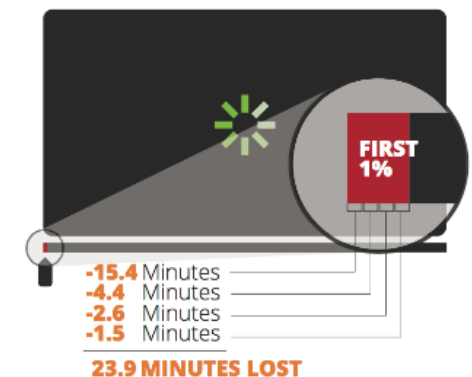 FIRST
1%
-15.4 Minutes
-4.4 Minutes
-2.6 Minutes
-1.5 Minutes
23.9 MINUTES LOST